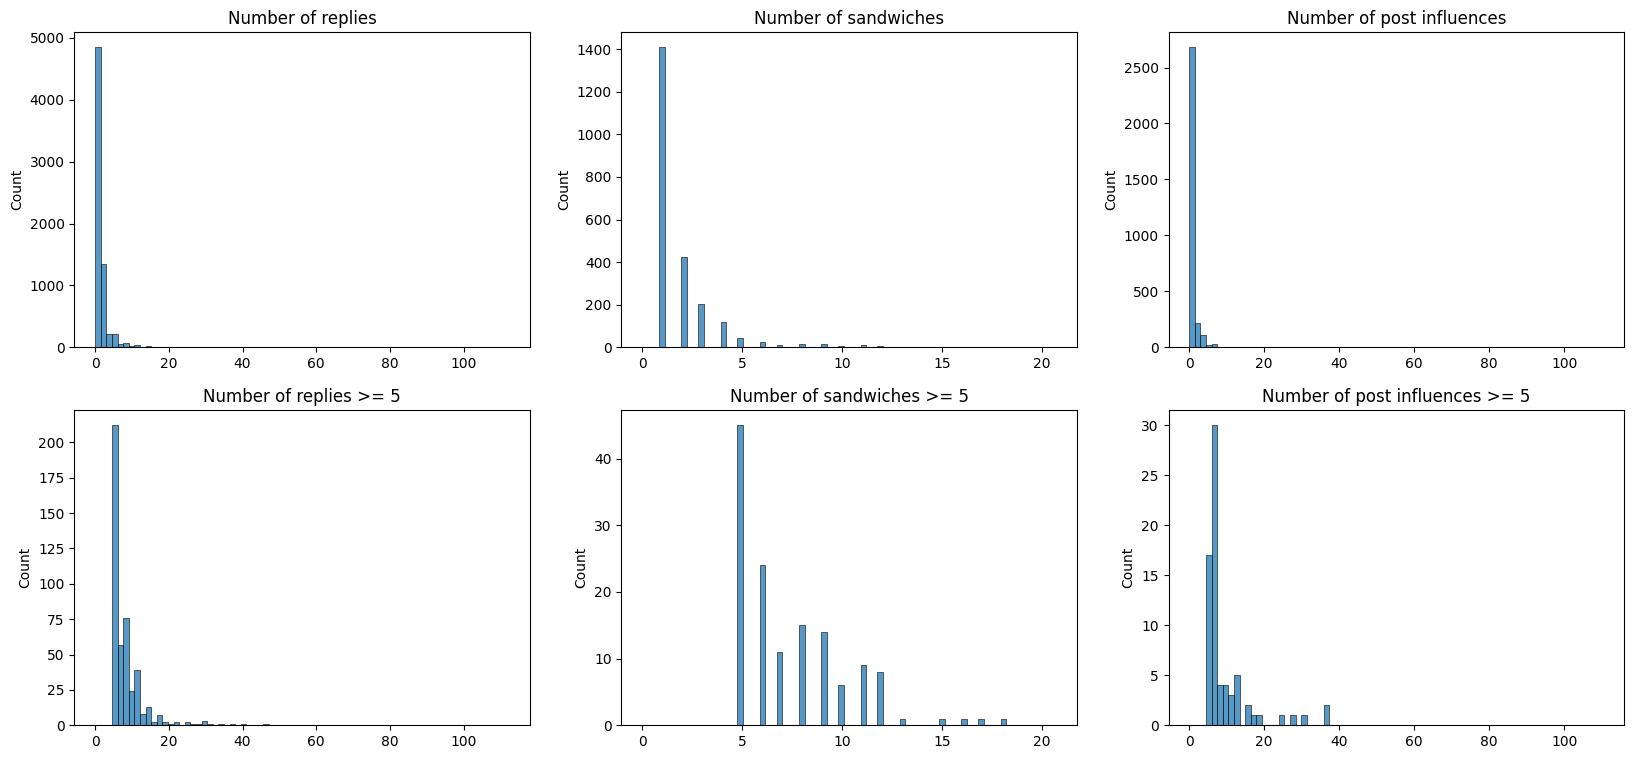 Number of replies
Count
5000
4000
3000
2000
1000
0
0 20 40 60 80 100
Number of sandwiches
Count
1400
1200
1000
800
600
400
200
0
0 5 10 15 20
Number of post influences
Count
2500
2000
1500
1000
500
0
0 20 40 60 80 100
Number of replies >= 5
Count
200
175
150
125
100
75
50
25
0
0 20 40 60 80 100
Number of sandwiches >= 5
Count
40
30
20
10
0
0 5 10 15 20
Number of post influences >= 5
Count
30
25
20
15
10
5
0
0 20 40 60 80 100